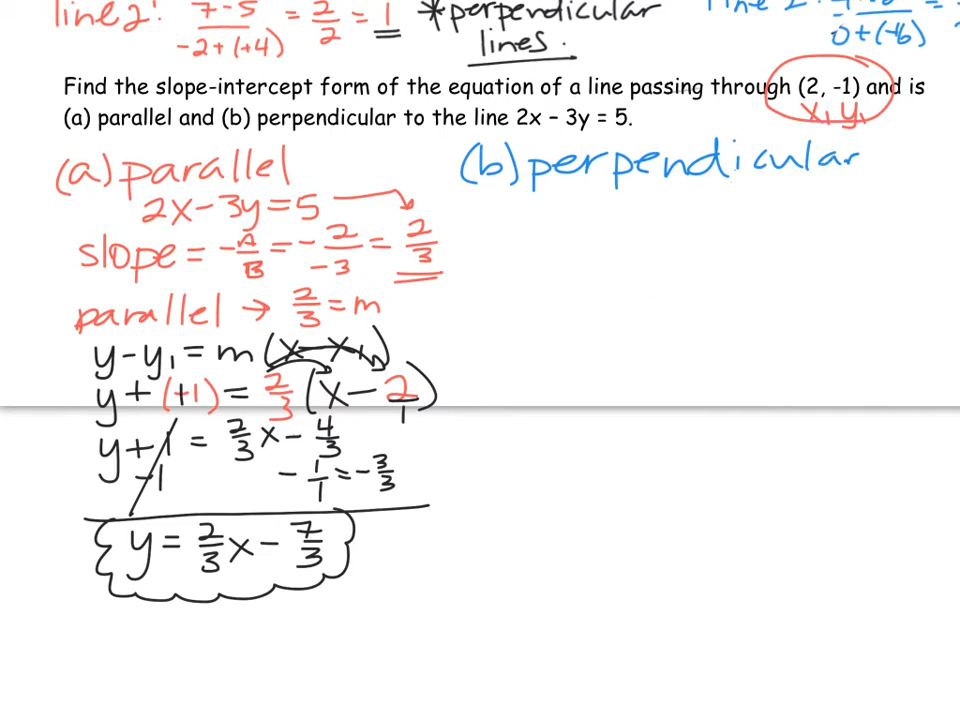 line 2: 7-5/-2+(+4) = 2/2 = 1
*perpendicular
lines.
0+(-6)
Find the slope-intercept form of the equation of a line passing through (2, -1) and is
(a) parallel and (b) perpendicular to the line 2x – 3y = 5.
x₁ y₁
(a) parallel
2x-3y=5
slope = -A/B = -2/-3 = 2/3
parallel → 2/3 = m
y-y₁ = m(x-x₁)
y+(+1) = 2/3(x-2/1)
y+1 = 2/3x - 4/3
-1 -1/1=-3/3
y = 2/3x - 7/3
(b) perpendicular